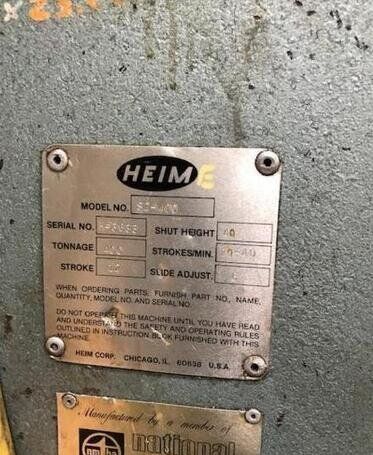 HEIM E
MODEL NO.
SERIAL NO. SHUT HEIGHT 40
TONNAGE STROKES/MIN.
STROKE SLIDE ADJUST.
WHEN ORDERING PARTS, FURNISH PART NO., NAME,
QUANTITY, MODEL NO. AND SERIAL NO.
DO NOT OPERATE THIS MACHINE UNTIL YOU HAVE READ
AND UNDERSTAND THE SAFETY AND OPERATING RULES
OUTLINED IN INSTRUCTION BOOK FURNISHED WITH THIS
MACHINE.
HEIM CORP. CHICAGO, IL 60638 U.S.A
Manufactured by a member of
national